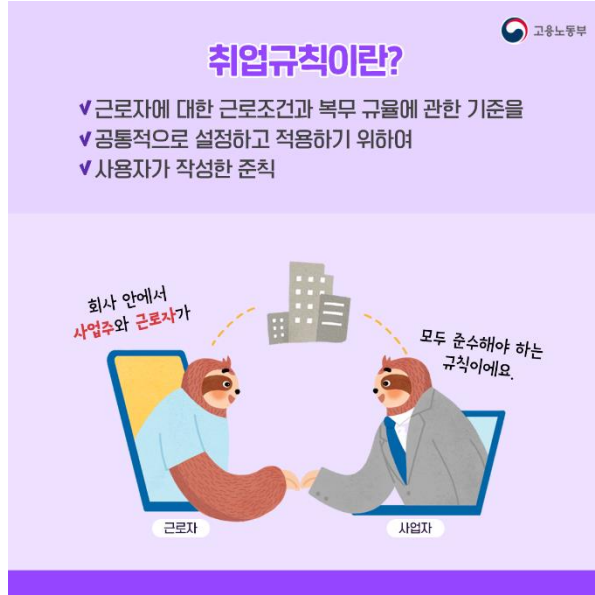 고용노동부
취업규칙이란?
✔근로자에 대한 근로조건과 복무 규율에 관한 기준을
✔공통적으로 설정하고 적용하기 위하여
✔사용자가 작성한 준칙
회사 안에서
사업주와 근로자가
모두 준수해야 하는
규칙이에요.
근로자
사업자